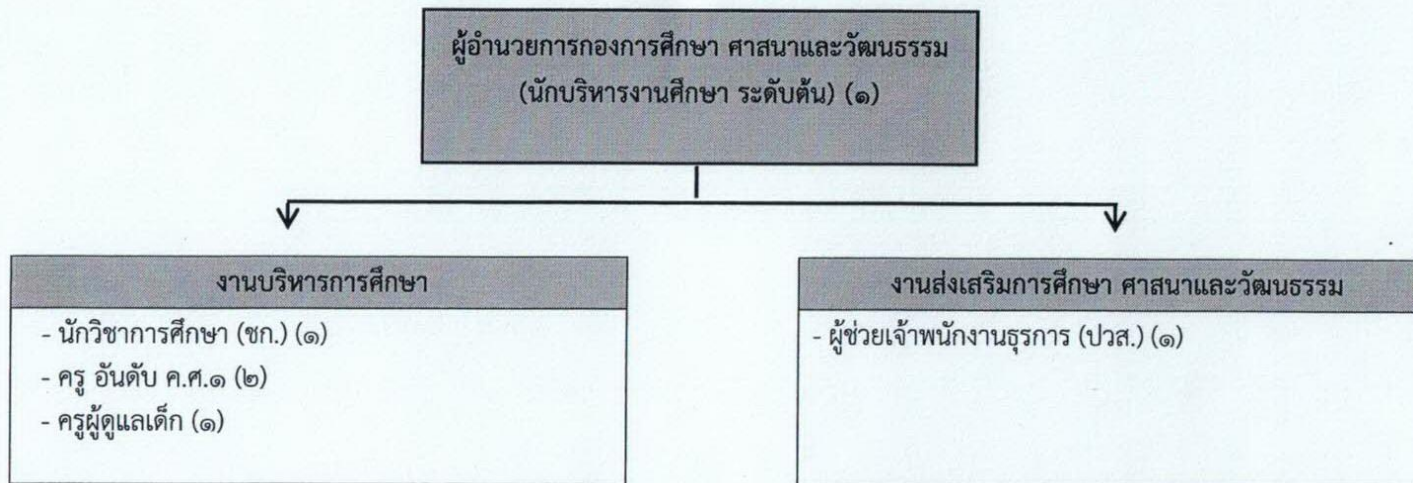 ผู้อำนวยการกองการศึกษา ศาสนาและวัฒนธรรม
(นักบริหารงานศึกษา ระดับต้น) (๑)
งานบริหารการศึกษา
- นักวิชาการศึกษา (ชก.) (๑)
- ครู อันดับ ค.ศ.๑ (๒)
- ครูผู้ดูแลเด็ก (๑)
งานส่งเสริมการศึกษา ศาสนาและวัฒนธรรม
- ผู้ช่วยเจ้าพนักงานธุรการ (ปวส.) (๑)